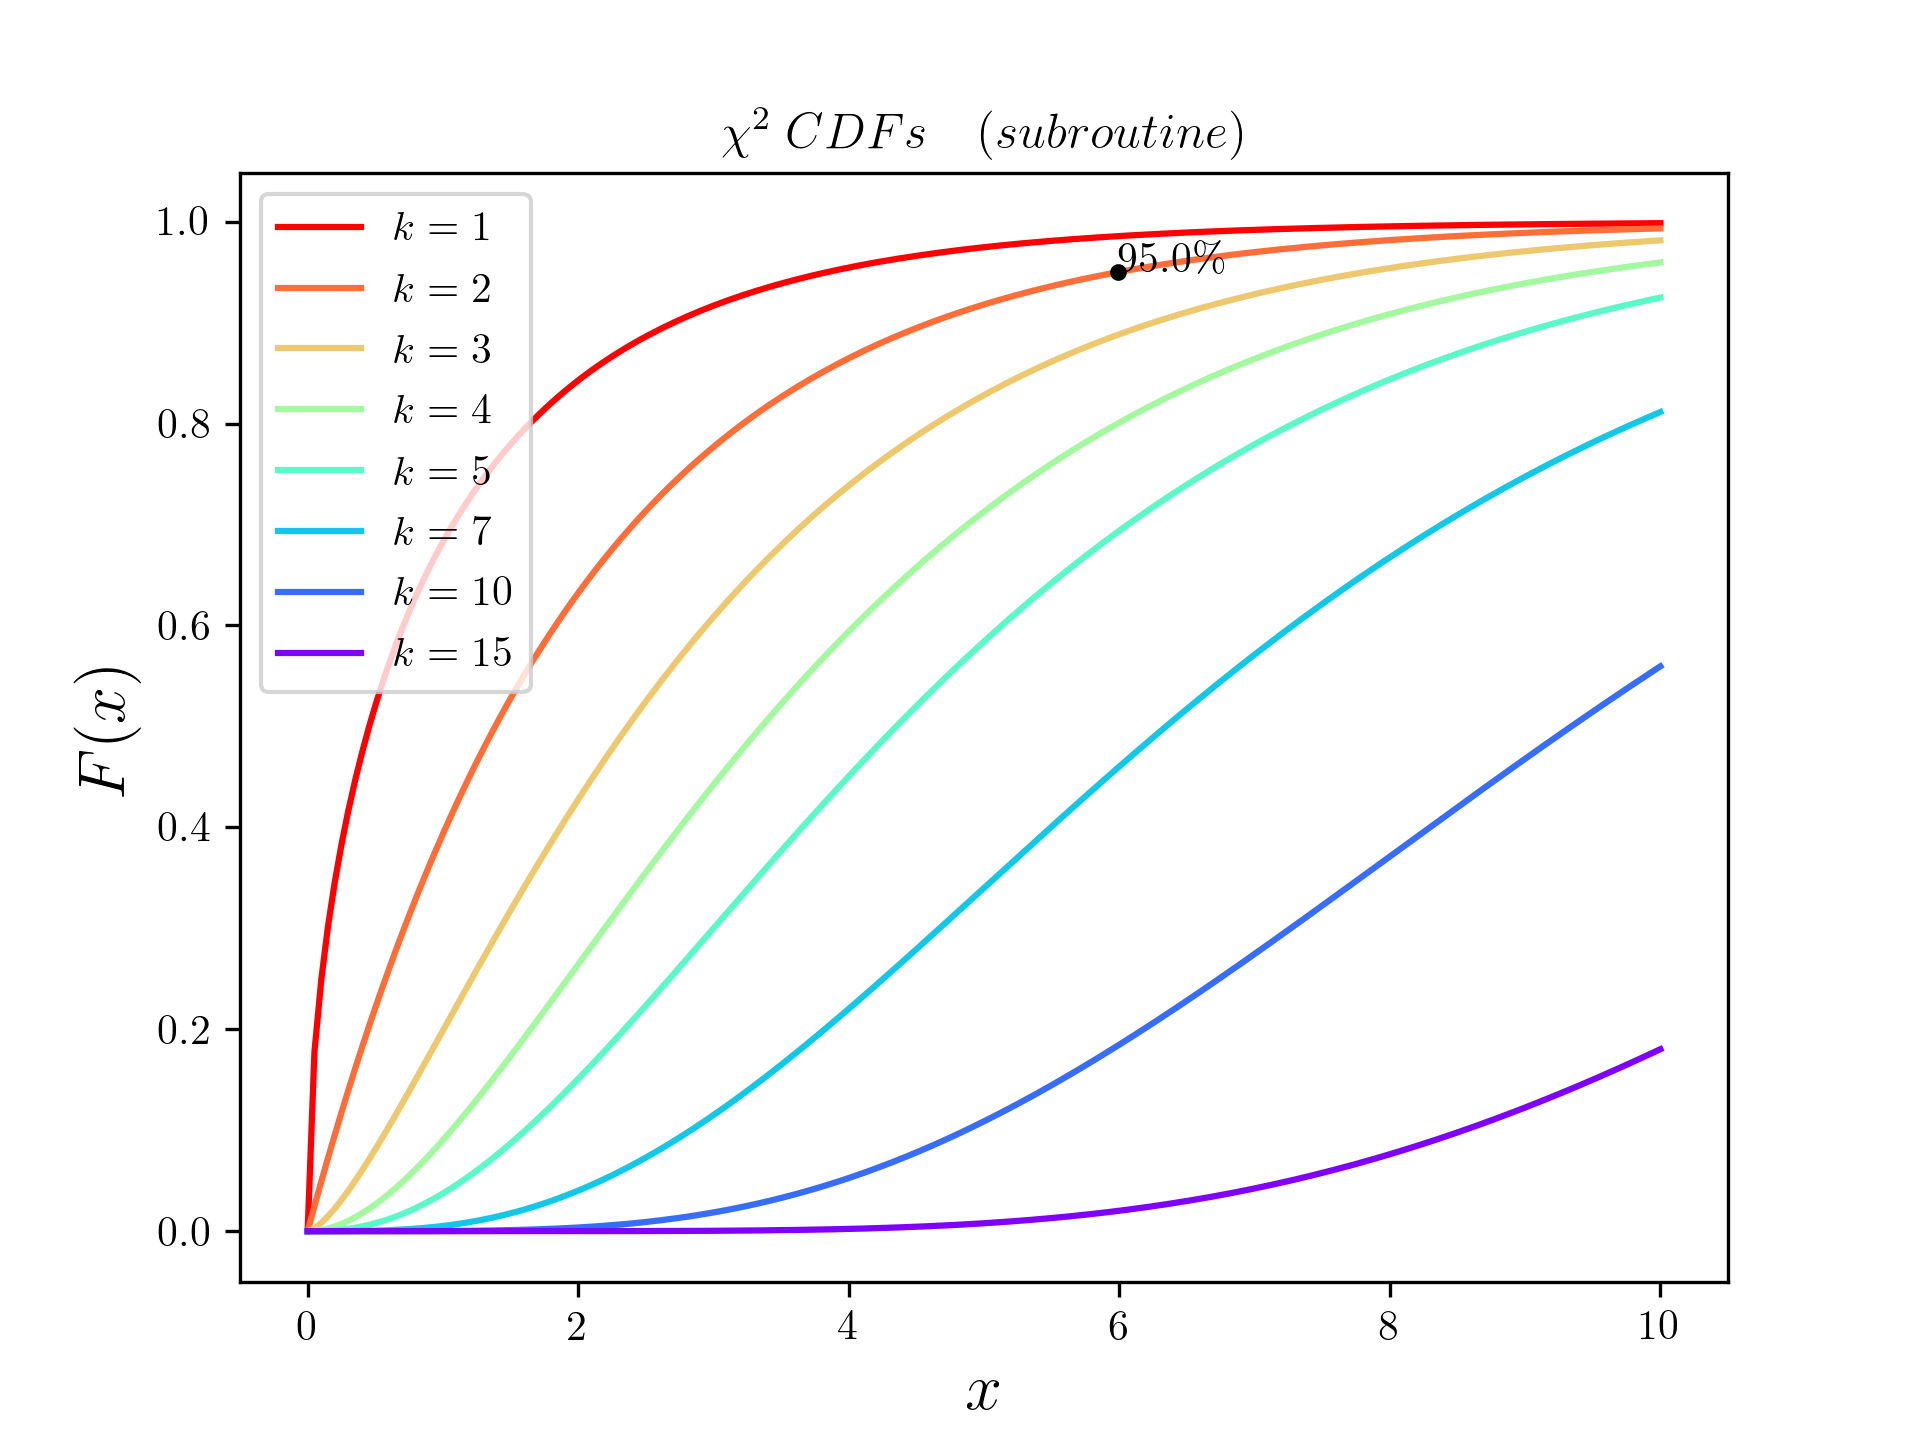 χ² CDFs (subroutine)
1.0
0.8
0.6
0.4
0.2
0.0
F(x)
k = 1
k = 2
k = 3
k = 4
k = 5
k = 7
k = 10
k = 15
95.0%
0 2 4 6 8 10
x